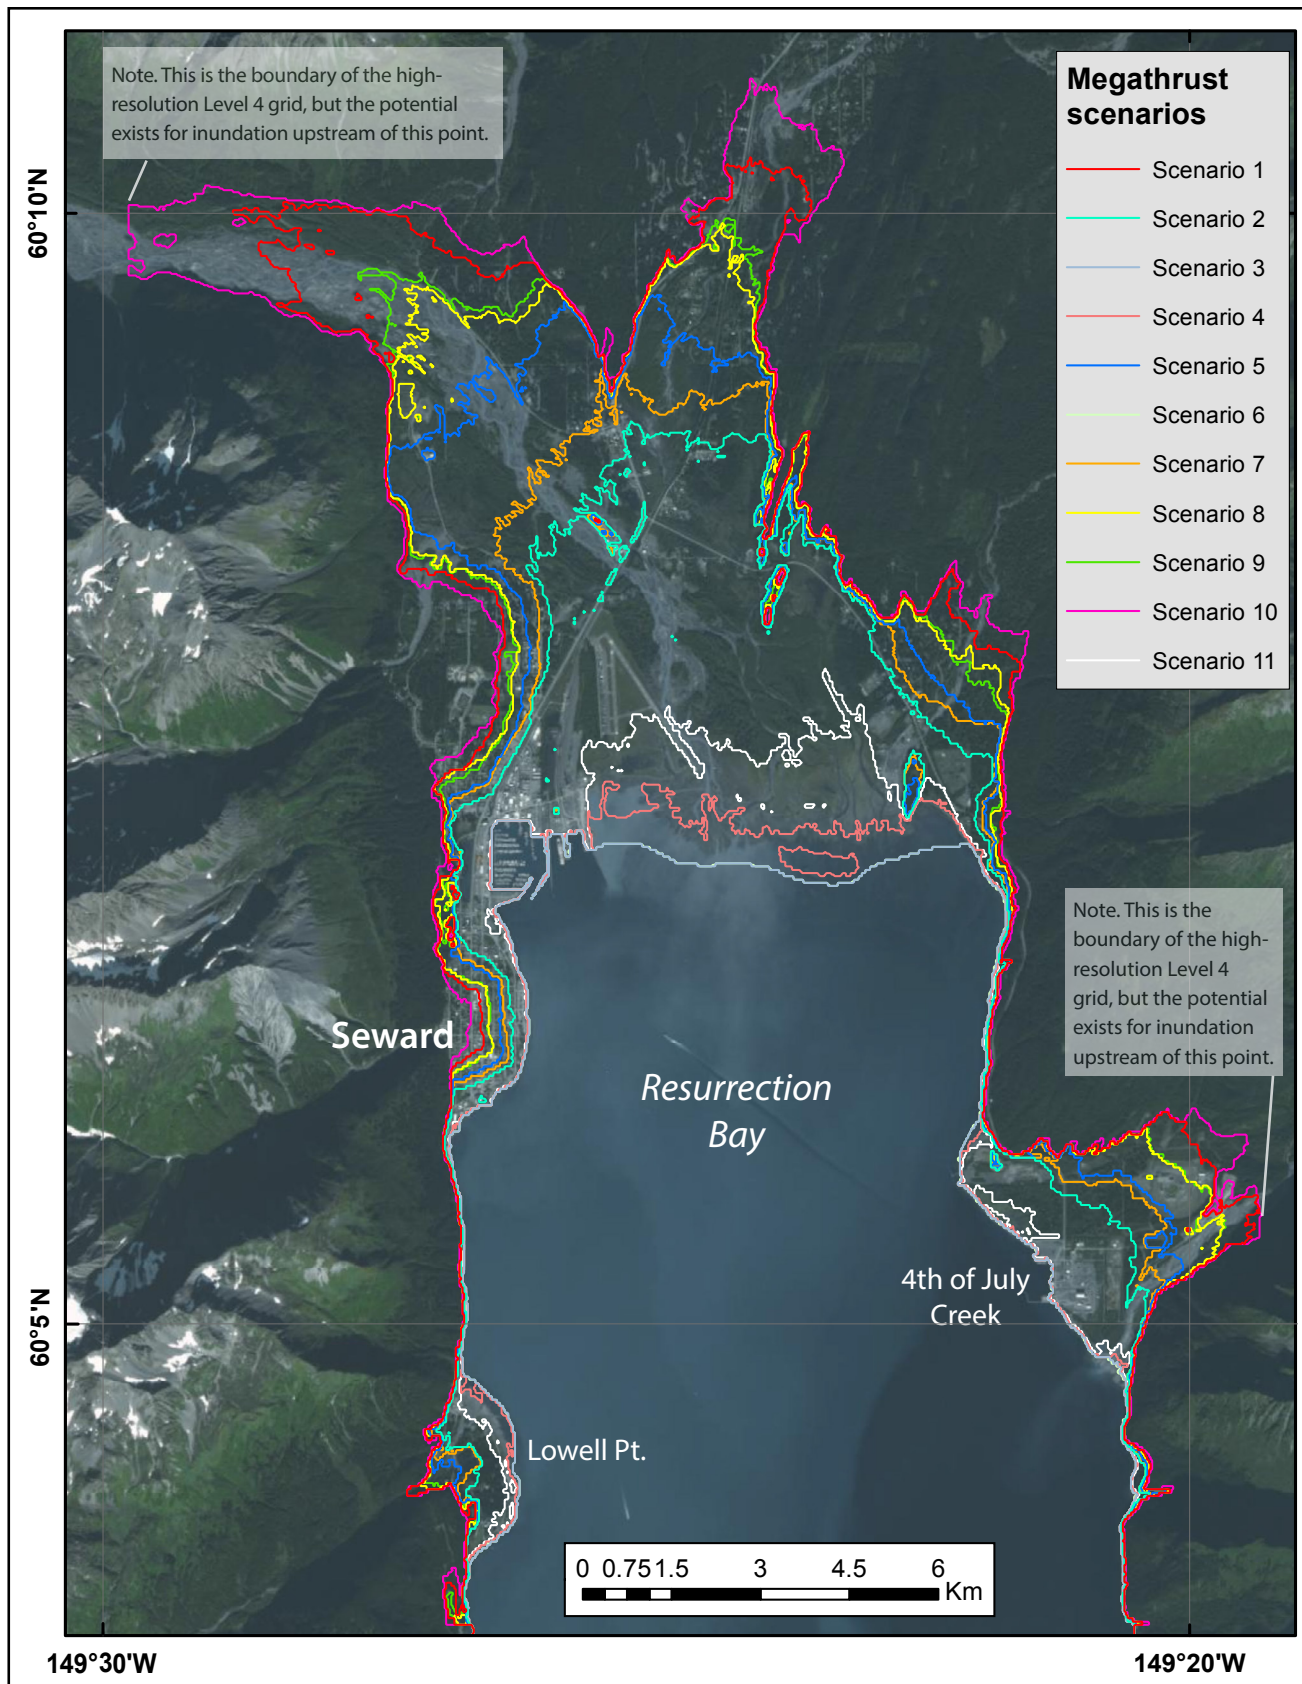 Note. This is the boundary of the high-
resolution Level 4 grid, but the potential
exists for inundation upstream of this point.
Megathrust
scenarios
Scenario 1
Scenario 2
Scenario 3
Scenario 4
Scenario 5
Scenario 6
Scenario 7
Scenario 8
Scenario 9
Scenario 10
Scenario 11
60°10'N
Note. This is the
boundary of the high-
resolution Level 4
grid, but the potential
exists for inundation
upstream of this point.
Seward
Resurrection
Bay
4th of July
Creek
60°5'N
Lowell Pt.
0 0.75 1.5 3 4.5 6
Km
149°30'W 149°20'W